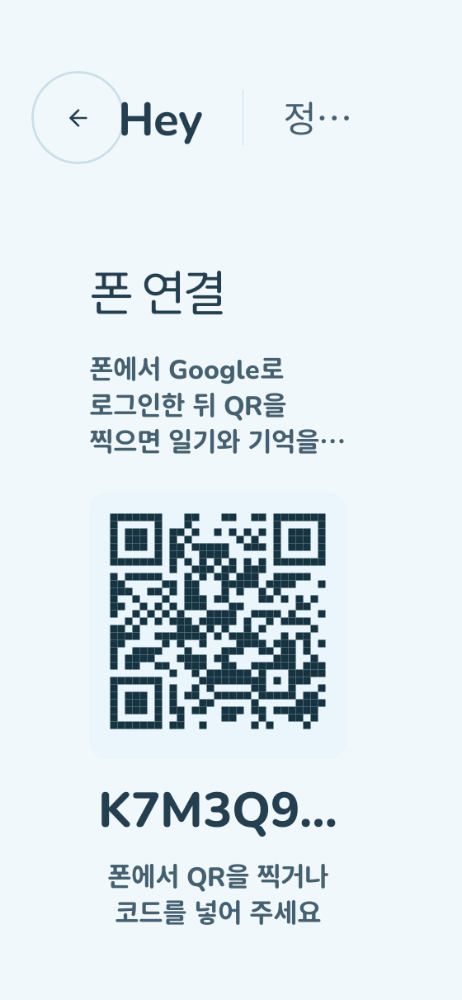 Hey
정…
폰 연결
폰에서 Google로
로그인한 뒤 QR을
찍으면 일기와 기억을…
K7M3Q9...
폰에서 QR을 찍거나
코드를 넣어 주세요